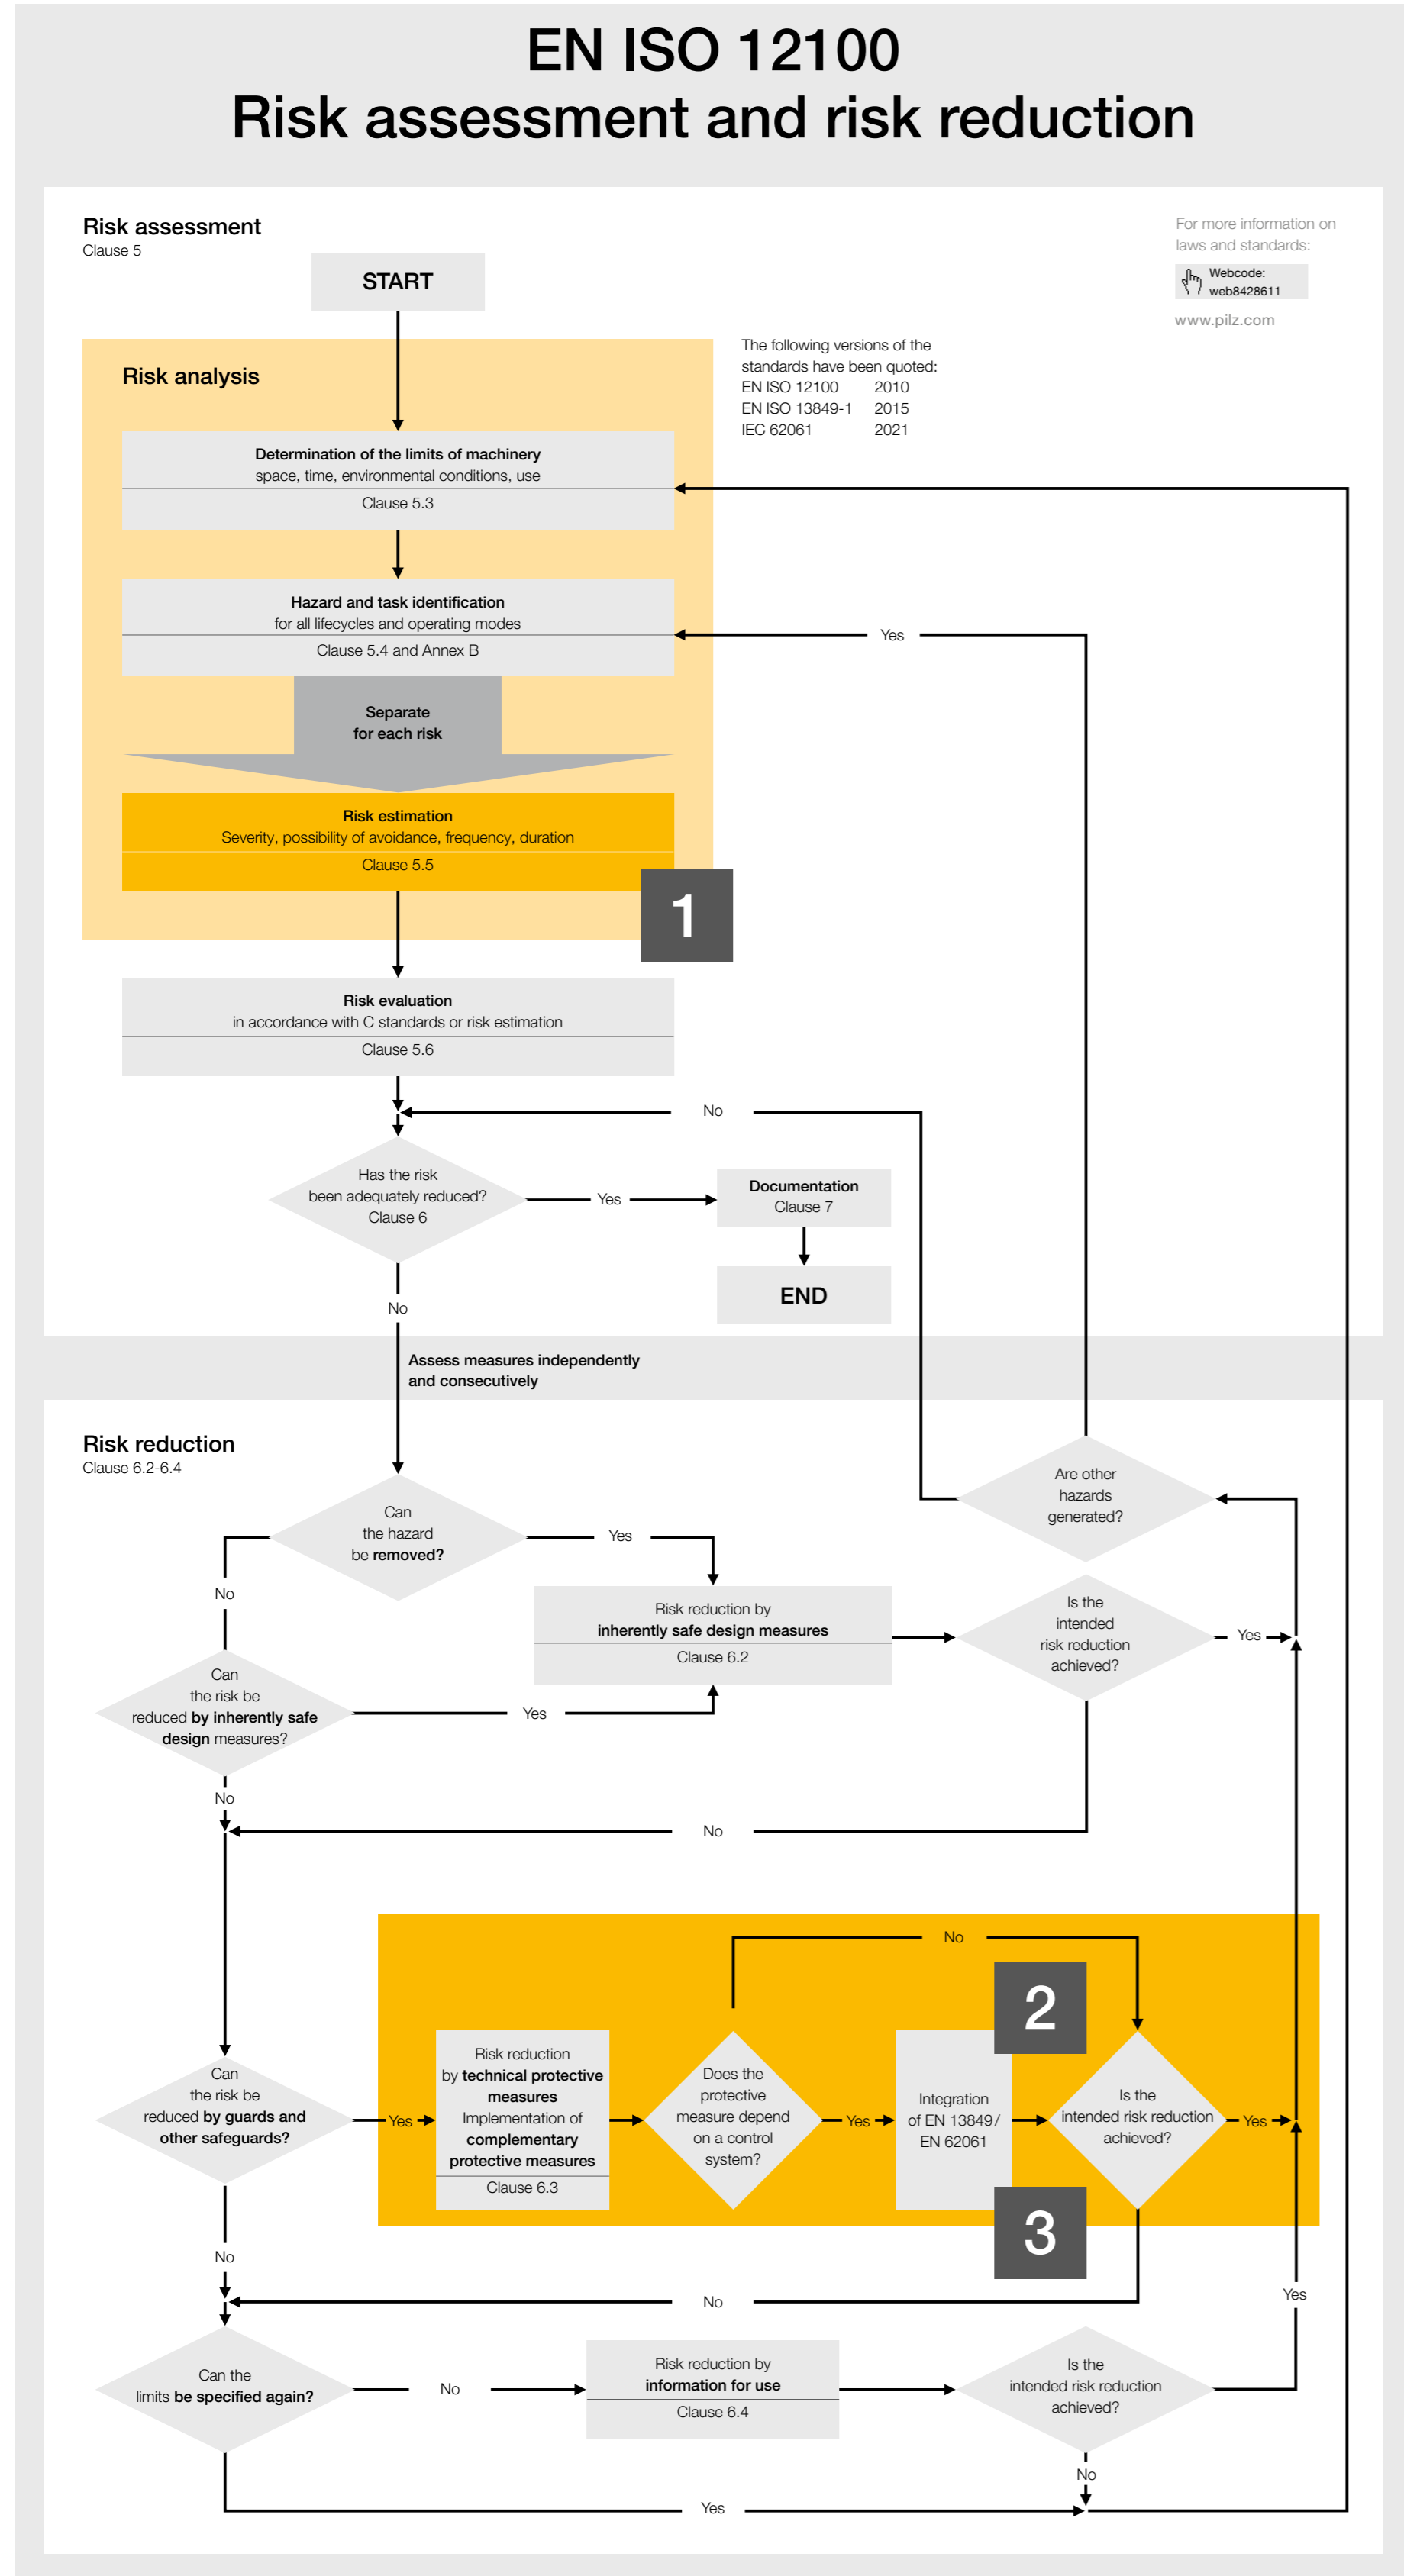 EN ISO 12100
Risk assessment and risk reduction
Risk assessment
Clause 5
For more information on
laws and standards:
Webcode:
web8428611
www.pilz.com
START
The following versions of the
standards have been quoted:
EN ISO 12100 2010
EN ISO 13849-1 2015
IEC 62061 2021
Risk analysis
Determination of the limits of machinery
space, time, environmental conditions, use
Clause 5.3
Hazard and task identification
for all lifecycles and operating modes
Clause 5.4 and Annex B
Yes
Separate
for each risk
Risk estimation
Severity, possibility of avoidance, frequency, duration
Clause 5.5
1
Risk evaluation
in accordance with C standards or risk estimation
Clause 5.6
No
Has the risk
been adequately reduced?
Clause 6
Yes
Documentation
Clause 7
END
No
Assess measures independently
and consecutively
Risk reduction
Clause 6.2-6.4
Are other
hazards
generated?
Can
the hazard
be removed?
Yes
No
Risk reduction by
inherently safe design measures
Clause 6.2
Is the
intended
risk reduction
achieved?
Yes
Can
the risk be
reduced by inherently safe
design measures?
Yes
No
No
No
2
Can
the risk be
reduced by guards and
other safeguards?
Yes
Risk reduction
by technical protective
measures
Implementation of
complementary
protective measures
Clause 6.3
Does the
protective
measure depend
on a control
system?
Yes
Integration
of EN 13849/
EN 62061
Is the
intended risk reduction
achieved?
Yes
3
No
No
Yes
Can the
limits be specified again?
No
Risk reduction by
information for use
Clause 6.4
Is the
intended risk reduction
achieved?
No
Yes